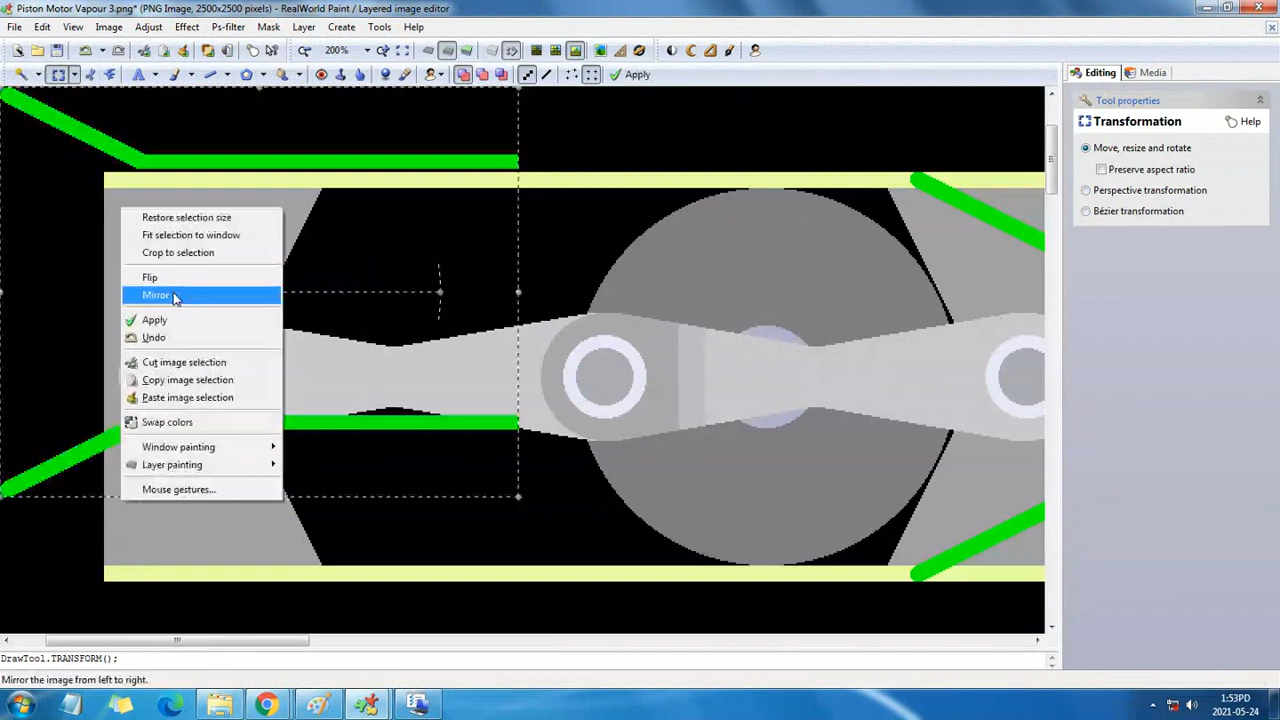 Piston Motor Vapour 3.png* (PNG Image, 2500x2500 pixels) - RealWorld Paint / Layered image editor
File Edit View Image Adjust Effect Ps-filter Mask Layer Create Tools Help
200%
Apply
Editing Media
Tool properties
Transformation Help
Move, resize and rotate
Preserve aspect ratio
Perspective transformation
Bézier transformation
Restore selection size
Fit selection to window
Crop to selection
Flip
Mirror
Apply
Undo
Cut image selection
Copy image selection
Paste image selection
Swap colors
Window painting
Layer painting
Mouse gestures...
DrawTool.TRANSFORM();
Mirror the image from left to right.
1:53PD
2021-05-24